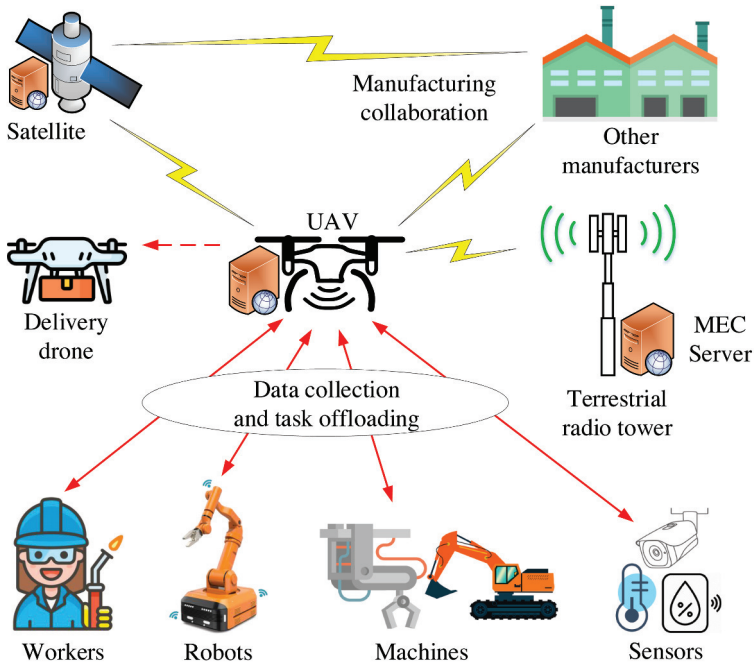 Manufacturing
collaboration
Satellite
Other
manufacturers
UAV
Delivery
drone
MEC
Server
Data collection
and task offloading
Terrestrial
radio tower
%
Workers
Robots
Machines
Sensors